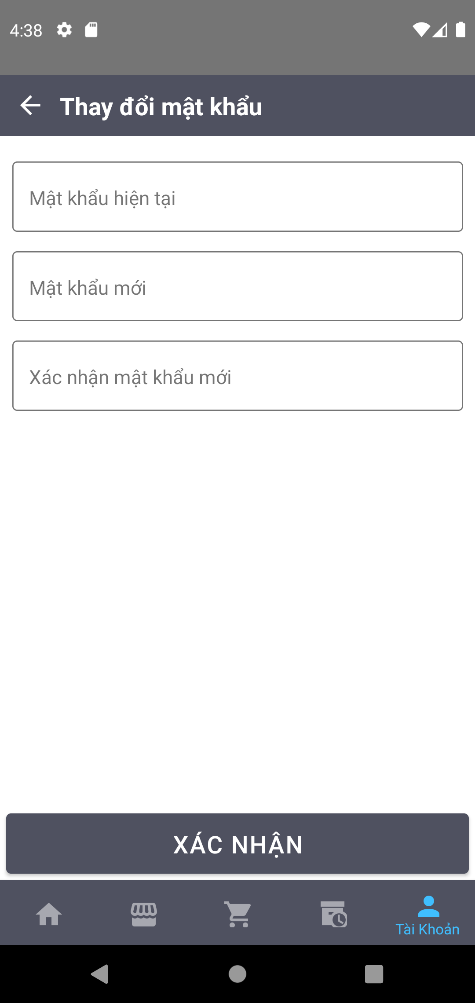 4:38
Thay đổi mật khẩu
Mật khẩu hiện tại
Mật khẩu mới
Xác nhận mật khẩu mới
XÁC NHẬN
Tài Khoản